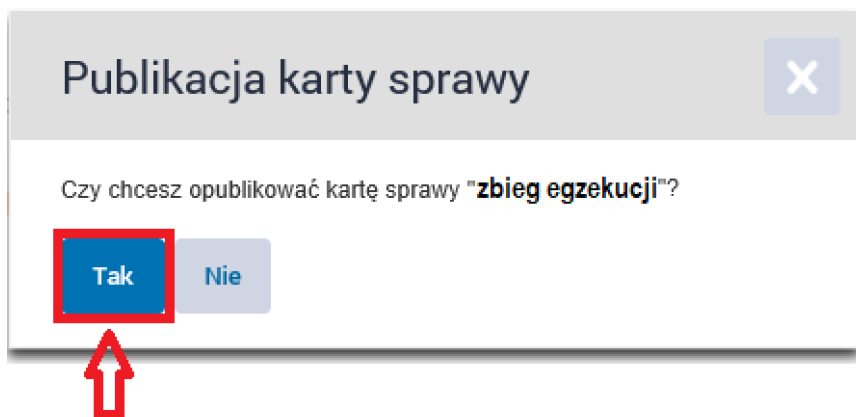 Publikacja karty sprawy
Czy chcesz opublikować kartę sprawy "zbieg egzekucji"?
Tak
Nie